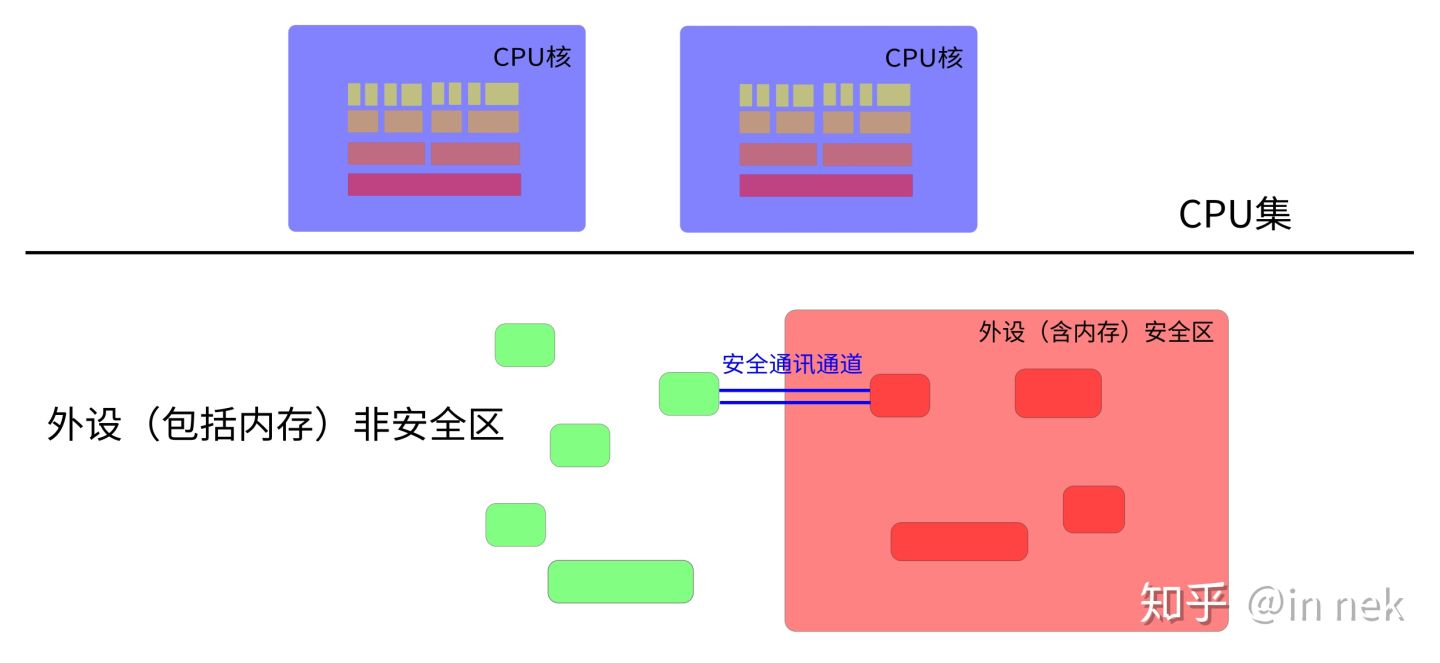 CPU核
CPU核
CPU集
外设（含内存）安全区
安全通讯通道
外设（包括内存）非安全区
知乎 @in nek